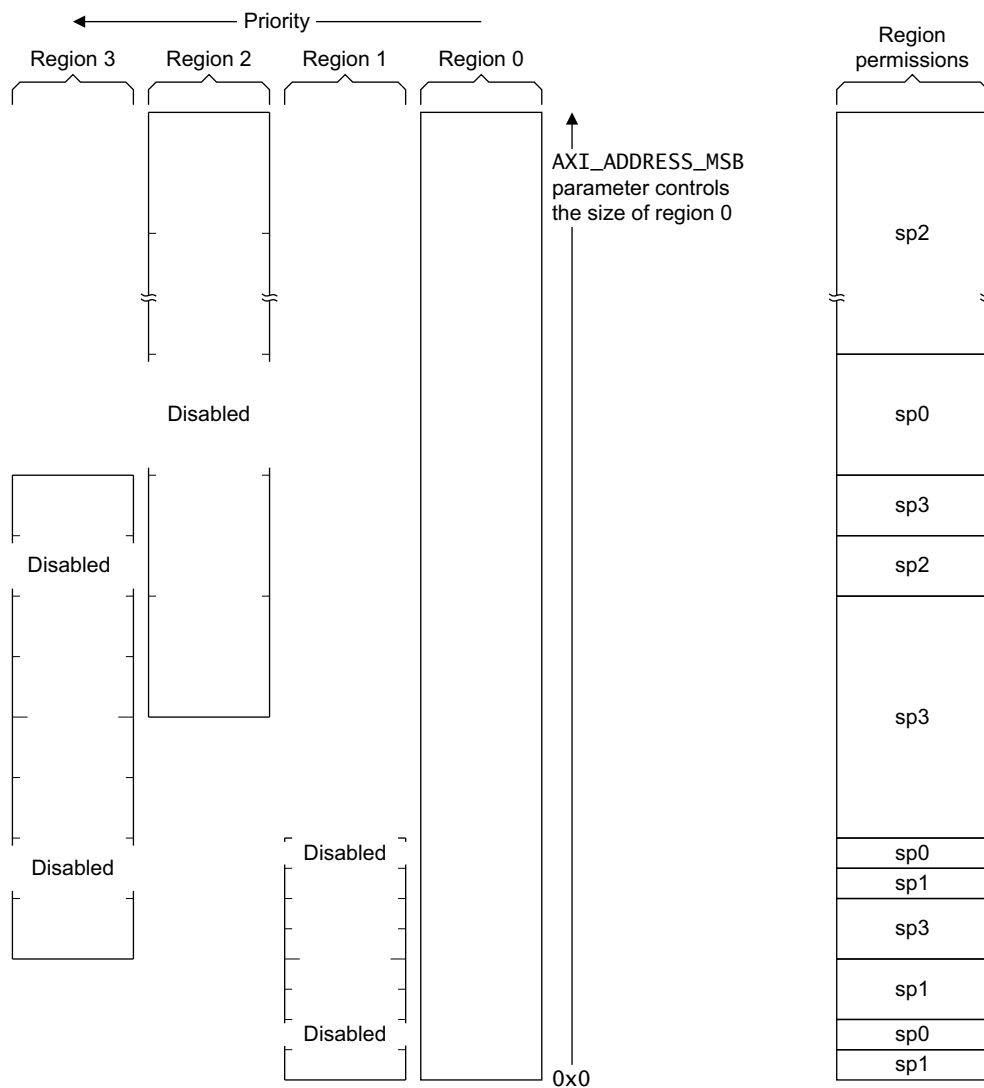 Priority
Region 3
Region 2
Region 1
Region 0
Region
permissions
AXI_ADDRESS_MSB
parameter controls
the size of region 0
sp2
Disabled
sp0
sp3
Disabled
sp2
sp3
Disabled
Disabled
sp0
sp1
sp3
sp1
Disabled
sp0
sp1
0x0